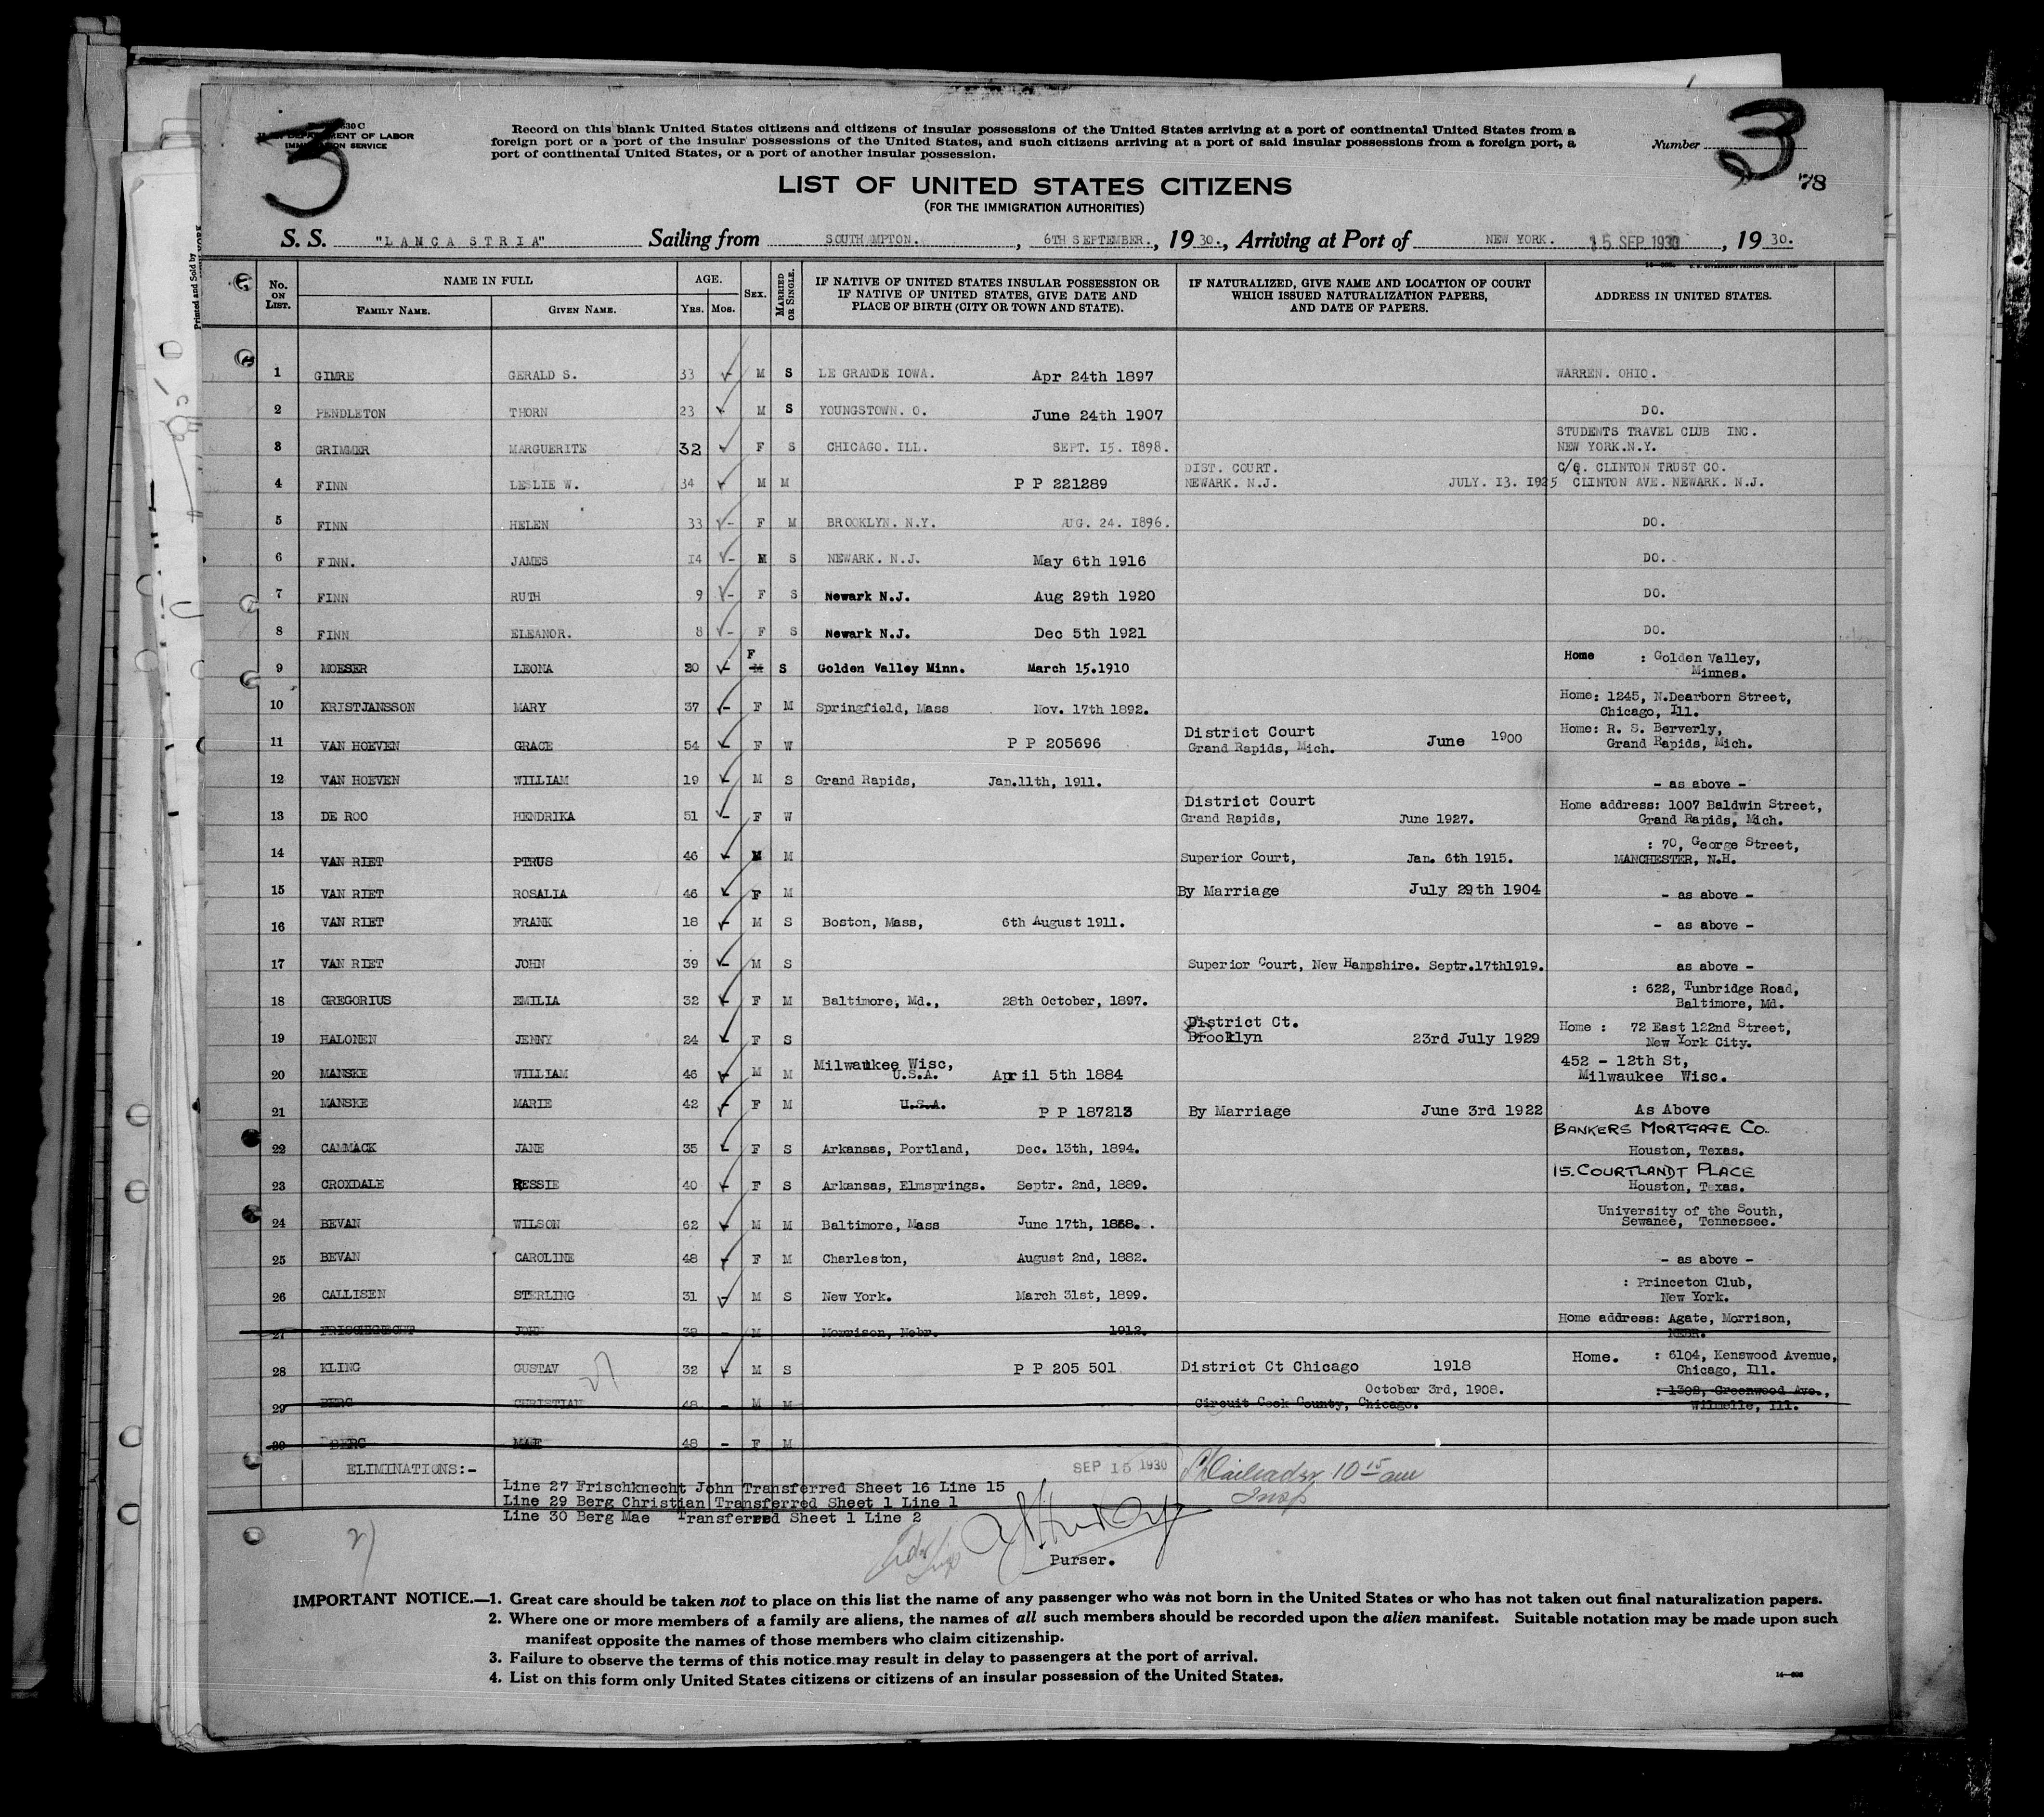 3
630 C
U. S. DEPARTMENT OF LABOR
IMMIGRATION SERVICE
Record on this blank United States citizens and citizens of insular possessions of the United States arriving at a port of continental United States from a
foreign port or a port of the insular possessions of the United States, and such citizens arriving at a port of said insular possessions from a foreign port, a
port of continental United States, or a port of another insular possession.
Number 3
78
LIST OF UNITED STATES CITIZENS
(FOR THE IMMIGRATION AUTHORITIES)
S. S. "LANCASTRIA" Sailing from SOUTHAMPTON. , 6TH SEPTEMBER. , 19 30. , Arriving at Port of NEW YORK. 15 SEP 1930 , 19 30.
Printed and Sold by
No. ON LIST. NAME IN FULL FAMILY NAME. GIVEN NAME. AGE. YRS. MOS. SEX. MARRIED OR SINGLE. IF NATIVE OF UNITED STATES INSULAR POSSESSION OR IF NATIVE OF UNITED STATES, GIVE DATE AND PLACE OF BIRTH (CITY OR TOWN AND STATE). IF NATURALIZED, GIVE NAME AND LOCATION OF COURT WHICH ISSUED NATURALIZATION PAPERS, AND DATE OF PAPERS. ADDRESS IN UNITED STATES.
1 GIMRE GERALD S. 33 M S LE GRANDE IOWA. Apr 24th 1897 WARREN. OHIO.
2 PENDLETON THORN 23 M S YOUNGSTOWN. O. June 24th 1907 DO.
3 GRIMMER MARGUERITE 32 F S CHICAGO. ILL. SEPT. 15. 1898. STUDENTS TRAVEL CLUB INC.
NEW YORK.N.Y.
4 FINN LESLIE W. 34 M M P P 221289 DIST. COURT. NEWARK. N.J. JULY. 13. 1925 C/O. CLINTON TRUST CO.
CLINTON AVE. NEWARK. N.J.
5 FINN HELEN 33 F M BROOKLYN. N.Y. AUG. 24. 1896. DO.
6 FINN. JAMES 14 M S NEWARK. N.J. May 6th 1916 DO.
7 FINN RUTH 9 F S Newark N.J. Aug 29th 1920 DO.
8 FINN ELEANOR. 8 F S Newark N.J. Dec 5th 1921 DO.
9 MOESER LEONA 20 F M S Golden Valley Minn. March 15.1910 Home : Golden Valley,
Minnes.
10 KRISTJANSSON MARY 37 F M Springfield, Mass Nov. 17th 1892. Home: 1245, N.Dearborn Street,
Chicago, Ill.
11 VAN HOEVEN GRACE 54 F W P P 205696 District Court Grand Rapids, Mich. June 1900 Home: R. S. Berverly,
Grand Rapids, Mich.
12 VAN HOEVEN WILLIAM 19 M S Grand Rapids, Jan.11th, 1911. - as above -
13 DE ROO HENDRIKA 51 F W District Court Grand Rapids, June 1927. Home address: 1007 Baldwin Street,
Grand Rapids, Mich.
14 VAN RIET PTRUS 46 M M Superior Court, Jan. 6th 1915. : 70, George Street,
MANCHESTER, N.H.
15 VAN RIET ROSALIA 46 F M By Marriage July 29th 1904 - as above -
16 VAN RIET FRANK 18 M S Boston, Mass, 6th August 1911. - as above -
17 VAN RIET JOHN 39 M S Superior Court, New Hampshire. Septr.17th1919. as above -
18 GREGORIUS EMILIA 32 F M Baltimore, Md., 28th October, 1897. : 622, Tunbridge Road,
Baltimore, Md.
19 HALONEN JENNY 24 F S District Ct. Brooklyn 23rd July 1929 Home : 72 East 122nd Street,
New York City.
20 MANSKE WILLIAM 46 M M Milwaukee Wisc, U.S.A. April 5th 1884 452 - 12th St,
Milwaukee Wisc.
21 MANSKE MARIE 42 F M U.S.A. P P 187213 By Marriage June 3rd 1922 As Above
22 CAMMACK JANE 35 F S Arkansas, Portland, Dec. 13th, 1894. BANKERS MORTGAGE CO.
Houston, Texas.
23 CROXDALE RESSIE 40 F S Arkansas, Elmsprings. Septr. 2nd, 1889. 15. COURTLANDT PLACE
Houston, Texas.
24 BEVAN WILSON 62 M M Baltimore, Mass June 17th, 1868. . University of the South,
Sewanee, Tennessee.
25 BEVAN CAROLINE 48 F M Charleston, August 2nd, 1882. - as above -
26 CALLISEN STERLING 31 M S New York. March 31st, 1899. : Princeton Club,
New York.
27 FRISCHKNECHT JOHN 38 - M Morrison, Nebr. 1912. Home address: Agate, Morrison,
NEBR.
28 KLING GUSTAV 32 M S P P 205 501 District Ct Chicago 1918 Home. : 6104, Kenswood Avenue,
Chicago, Ill.
29 BERG CHRISTIAN 48 - M M October 3rd, 1908. Circuit Cook County, Chicago. : 1308, Greenwood Ave.,
Wilmelle, Ill.
30 BERG MAE 48 - F M
ELIMINATIONS:-
SEP 15 1930
10 15 am
Insp
Line 27 Frischknecht John Transferred Sheet 16 Line 15
Line 29 Berg Christian Transferred Sheet 1 Line 1
Line 30 Berg Mae Transferred Sheet 1 Line 2
Purser.
IMPORTANT NOTICE.—1. Great care should be taken not to place on this list the name of any passenger who was not born in the United States or who has not taken out final naturalization papers.
2. Where one or more members of a family are aliens, the names of all such members should be recorded upon the alien manifest. Suitable notation may be made upon such
manifest opposite the names of those members who claim citizenship.
3. Failure to observe the terms of this notice may result in delay to passengers at the port of arrival.
4. List on this form only United States citizens or citizens of an insular possession of the United States.